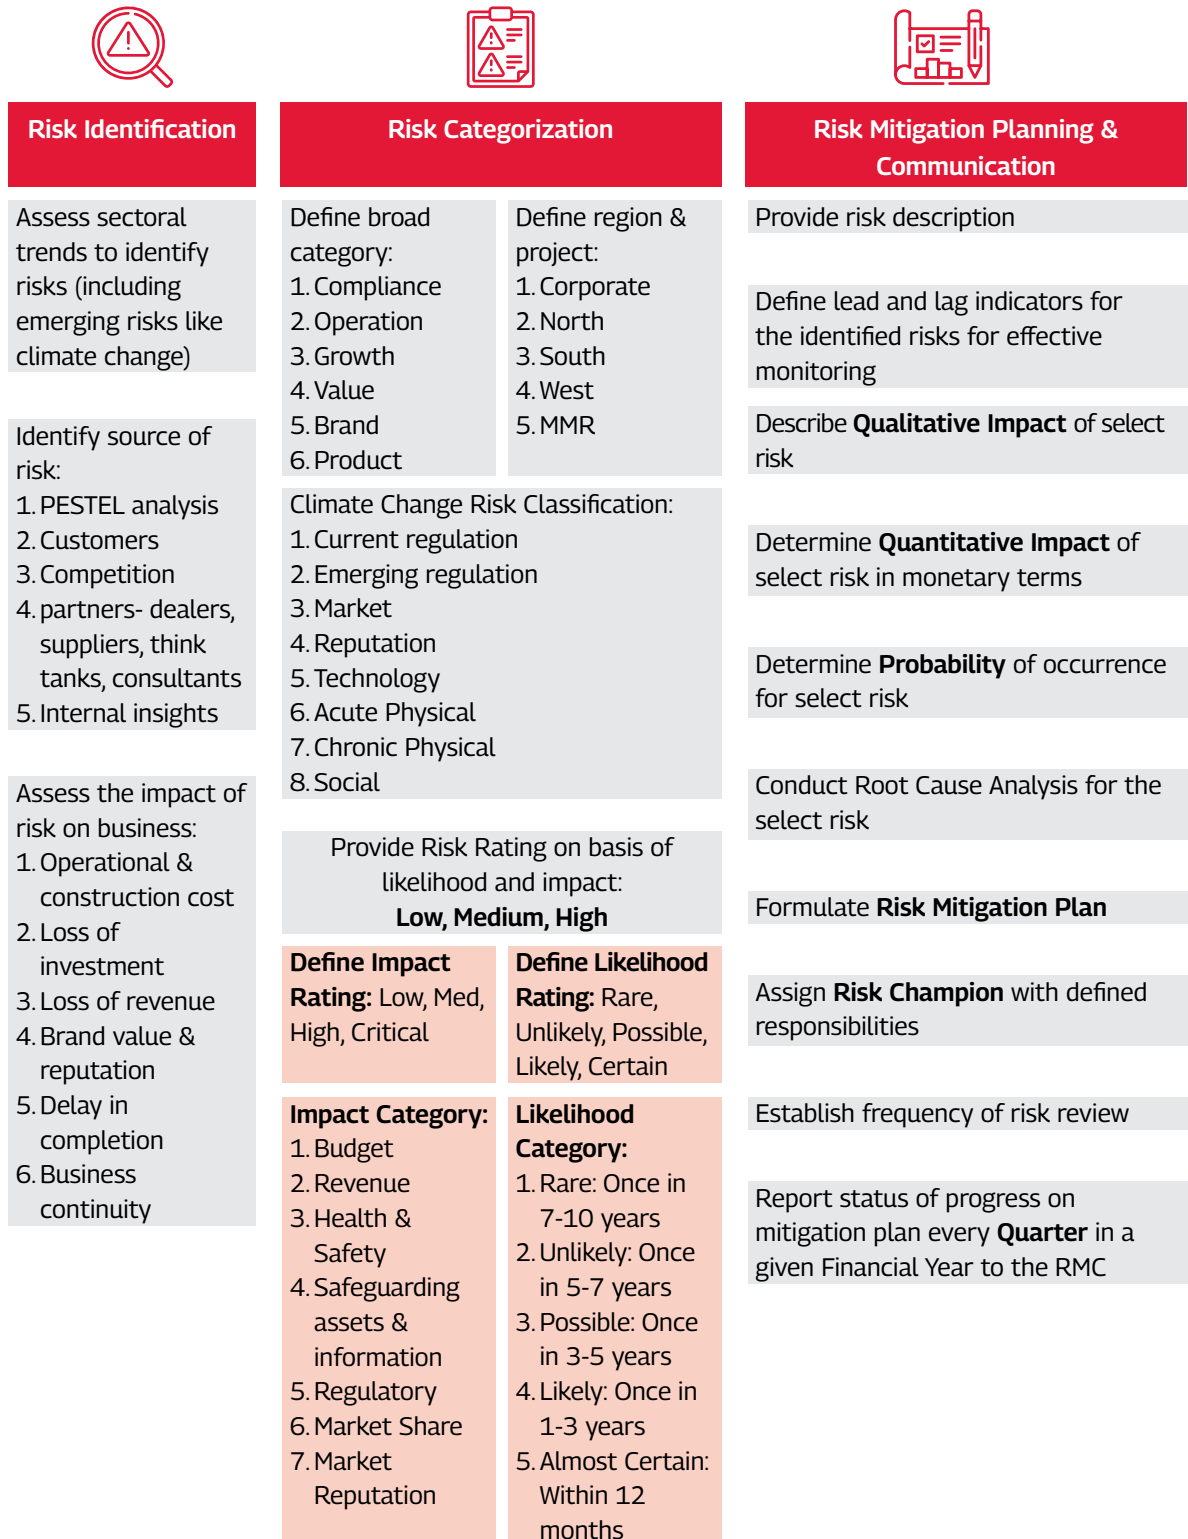 Risk Identification
Assess sectoral
trends to identify
risks (including
emerging risks like
climate change)
Identify source of
risk:
1. PESTEL analysis
2. Customers
3. Competition
4. partners- dealers,
suppliers, think
tanks, consultants
5. Internal insights
Assess the impact of
risk on business:
1. Operational &
construction cost
2. Loss of
investment
3. Loss of revenue
4. Brand value &
reputation
5. Delay in
completion
6. Business
continuity
Risk Categorization
Define broad
category:
1. Compliance
2. Operation
3. Growth
4. Value
5. Brand
6. Product
Define region &
project:
1. Corporate
2. North
3. South
4. West
5. MMR
Climate Change Risk Classification:
1. Current regulation
2. Emerging regulation
3. Market
4. Reputation
5. Technology
6. Acute Physical
7. Chronic Physical
8. Social
Provide Risk Rating on basis of
likelihood and impact:
Low, Medium, High
Define Impact
Rating: Low, Med,
High, Critical
Define Likelihood
Rating: Rare,
Unlikely, Possible,
Likely, Certain
Impact Category:
1. Budget
2. Revenue
3. Health &
Safety
4. Safeguarding
assets &
information
5. Regulatory
6. Market Share
7. Market
Reputation
Likelihood
Category:
1. Rare: Once in
7-10 years
2. Unlikely: Once
in 5-7 years
3. Possible: Once
in 3-5 years
4. Likely: Once in
1-3 years
5. Almost Certain:
Within 12
months
Risk Mitigation Planning &
Communication
Provide risk description
Define lead and lag indicators for
the identified risks for effective
monitoring
Describe Qualitative Impact of select
risk
Determine Quantitative Impact of
select risk in monetary terms
Determine Probability of occurrence
for select risk
Conduct Root Cause Analysis for the
select risk
Formulate Risk Mitigation Plan
Assign Risk Champion with defined
responsibilities
Establish frequency of risk review
Report status of progress on
mitigation plan every Quarter in a
given Financial Year to the RMC